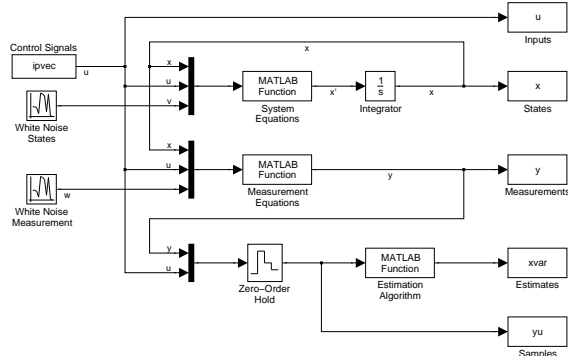 u
Inputs
x
Control Signals
ipvec
u
x
u
v
MATLAB
Function
System
Equations
x'
1
s
Integrator
x
x
States
White Noise
States
x
u
w
MATLAB
Function
Measurement
Equations
y
y
Measurements
White Noise
Measurement
y
u
Zero–Order
Hold
MATLAB
Function
Estimation
Algorithm
xvar
Estimates
yu
Samples